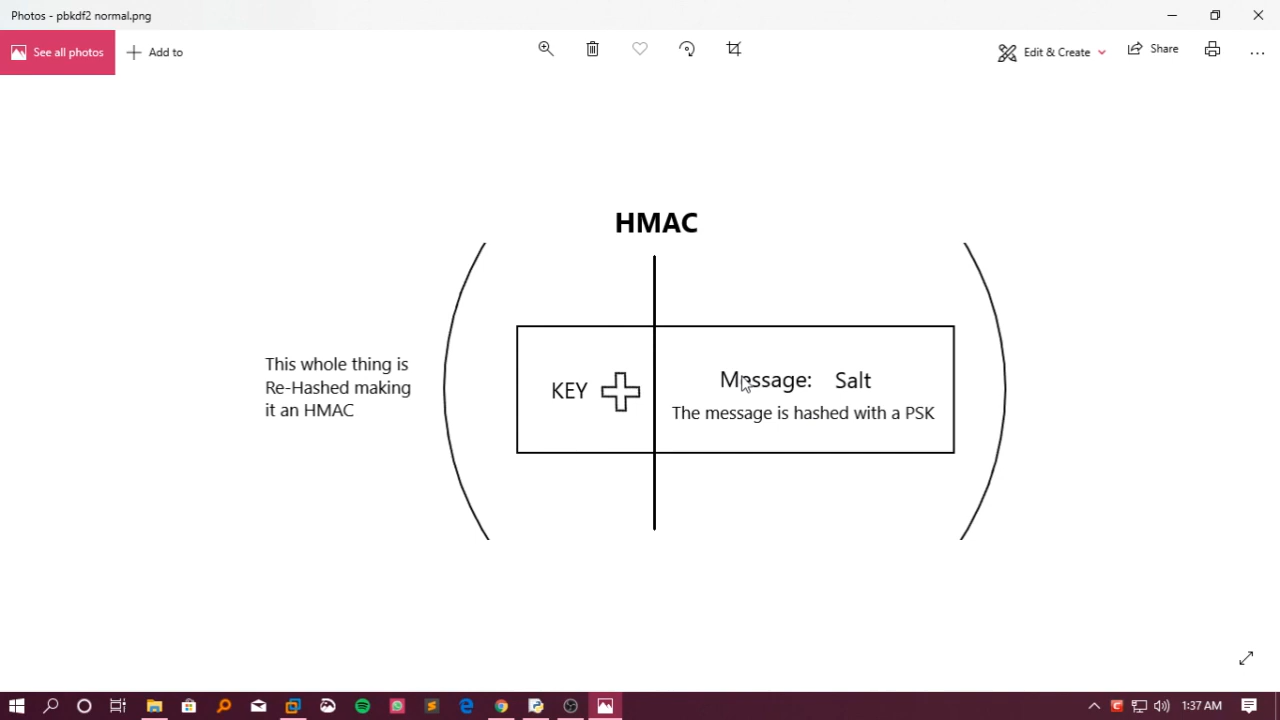 Photos - pbkdf2 normal.png
See all photos
Add to
Edit & Create
Share
HMAC
This whole thing is
Re-Hashed making
it an HMAC
KEY
Message: Salt
The message is hashed with a PSK
1:37 AM